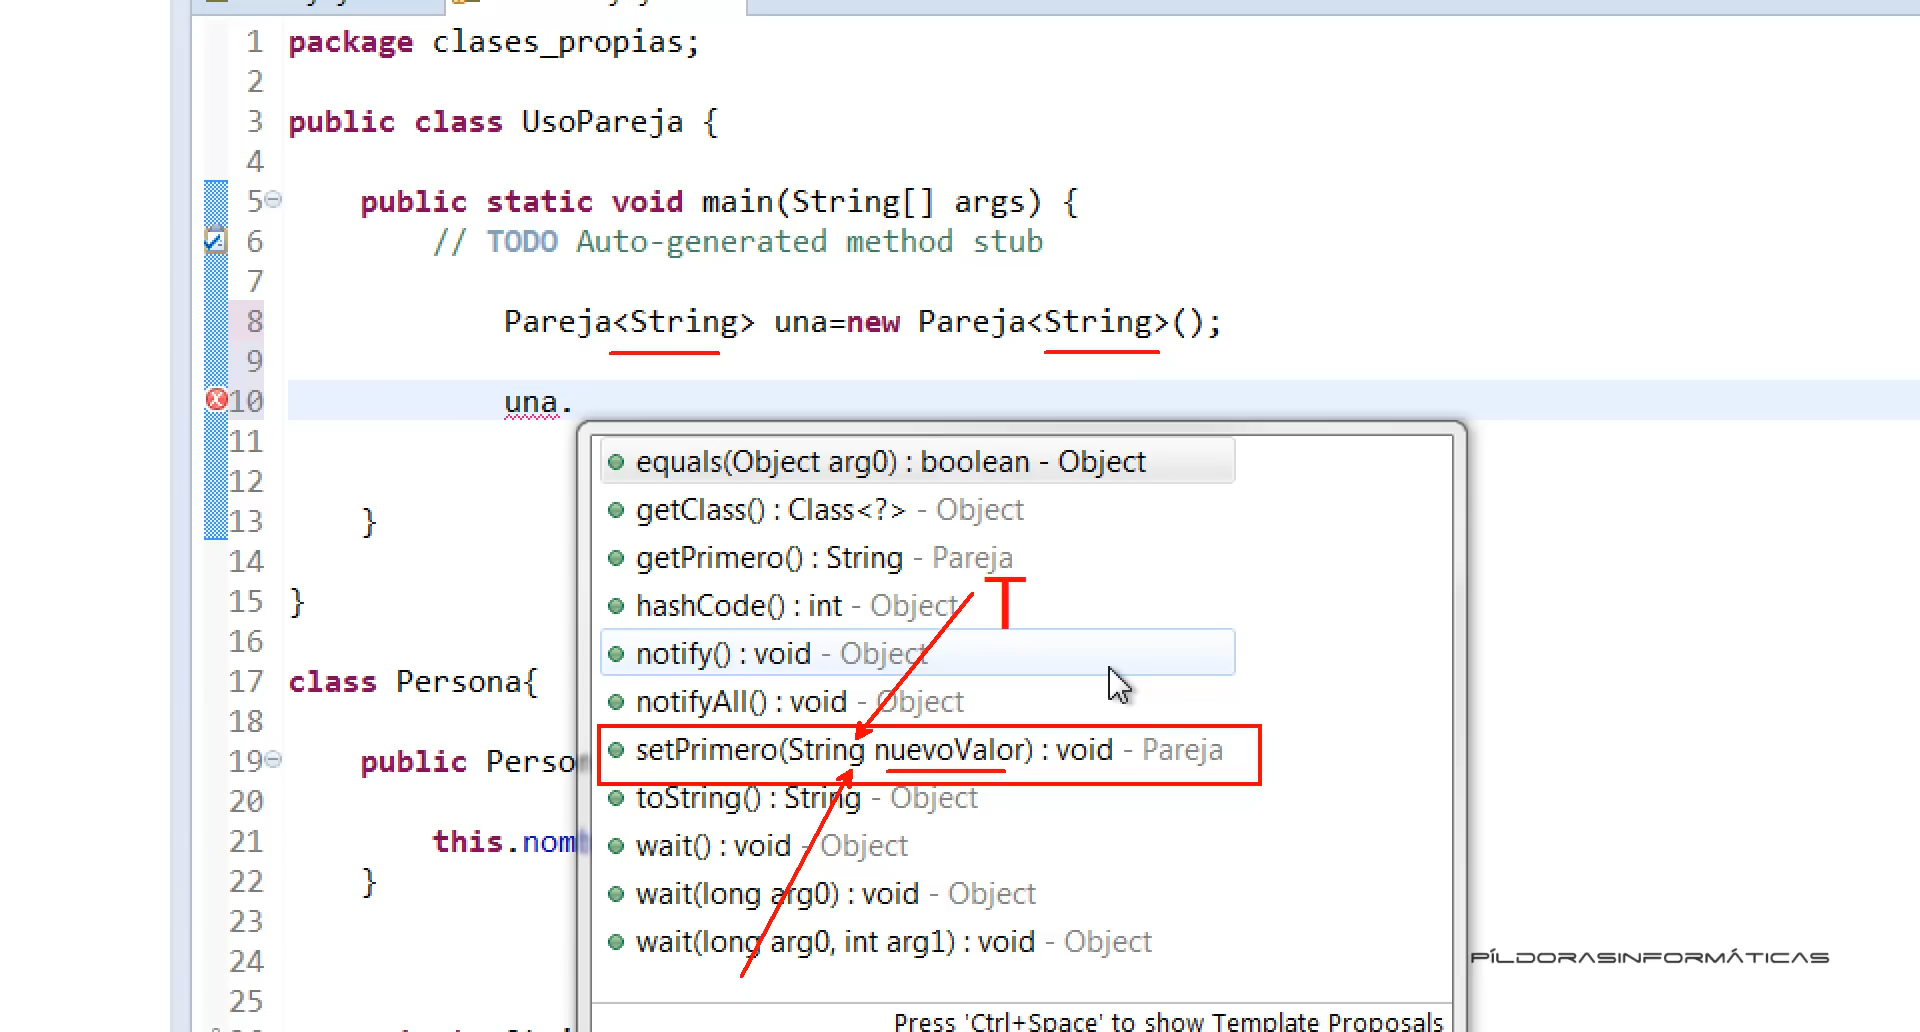 1 package clases_propias;
2
3 public class UsoPareja {
4
5 public static void main(String[] args) {
6 // TODO Auto-generated method stub
7
8 Pareja<String> una=new Pareja<String>();
9
10 una.
11
12
13 }
14
15 }
16
17 class Persona{
18
19 public
20
21 this.
22 }
23
24
25
equals(Object arg0) : boolean - Object
getClass() : Class<?> - Object
getPrimero() : String - Pareja
T
hashCode() : int - Object
notify() : void - Object
notifyAll() : void - Object
setPrimero(String nuevoValor) : void - Pareja
toString() : String - Object
wait() : void - Object
wait(long arg0) : void - Object
wait(long arg0, int arg1) : void - Object
Press 'Ctrl+Space' to show Template Proposals
PÍLDORASINFORMÁTICAS